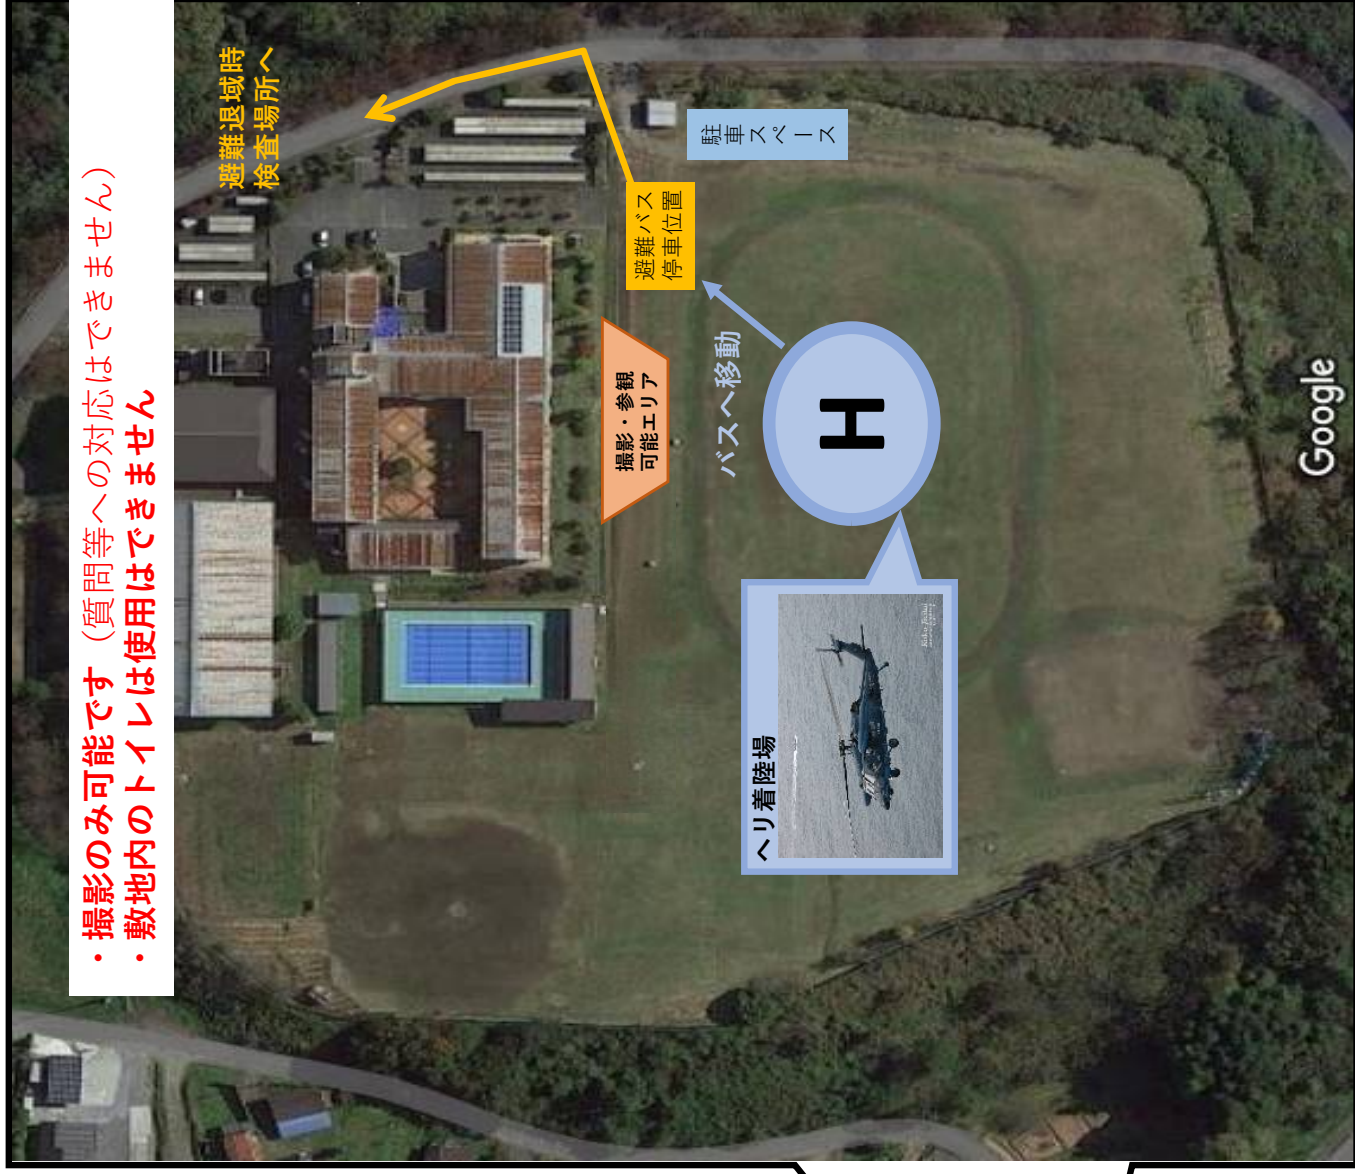 ・撮影のみ可能です（質問等への対応はできません）
・敷地内のトイレは使用はできません
避難退域時
検査場所へ
駐車スペース
避難バス
停車位置
撮影・参観
可能エリア
バスへ移動
H
ヘリ着陸場
Google